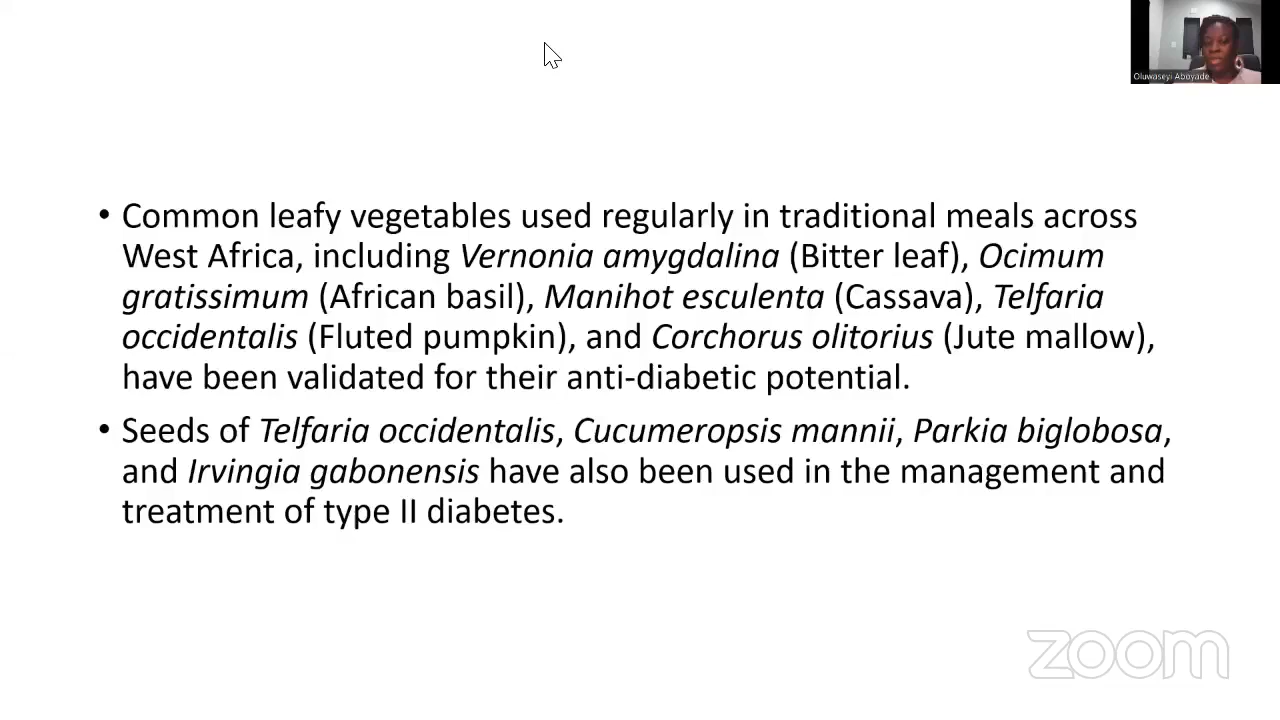 Oluwaseyi Aboyade
• Common leafy vegetables used regularly in traditional meals across
West Africa, including Vernonia amygdalina (Bitter leaf), Ocimum
gratissimum (African basil), Manihot esculenta (Cassava), Telfaria
occidentalis (Fluted pumpkin), and Corchorus olitorius (Jute mallow),
have been validated for their anti-diabetic potential.
• Seeds of Telfaria occidentalis, Cucumeropsis mannii, Parkia biglobosa,
and Irvingia gabonensis have also been used in the management and
treatment of type II diabetes.
zoom